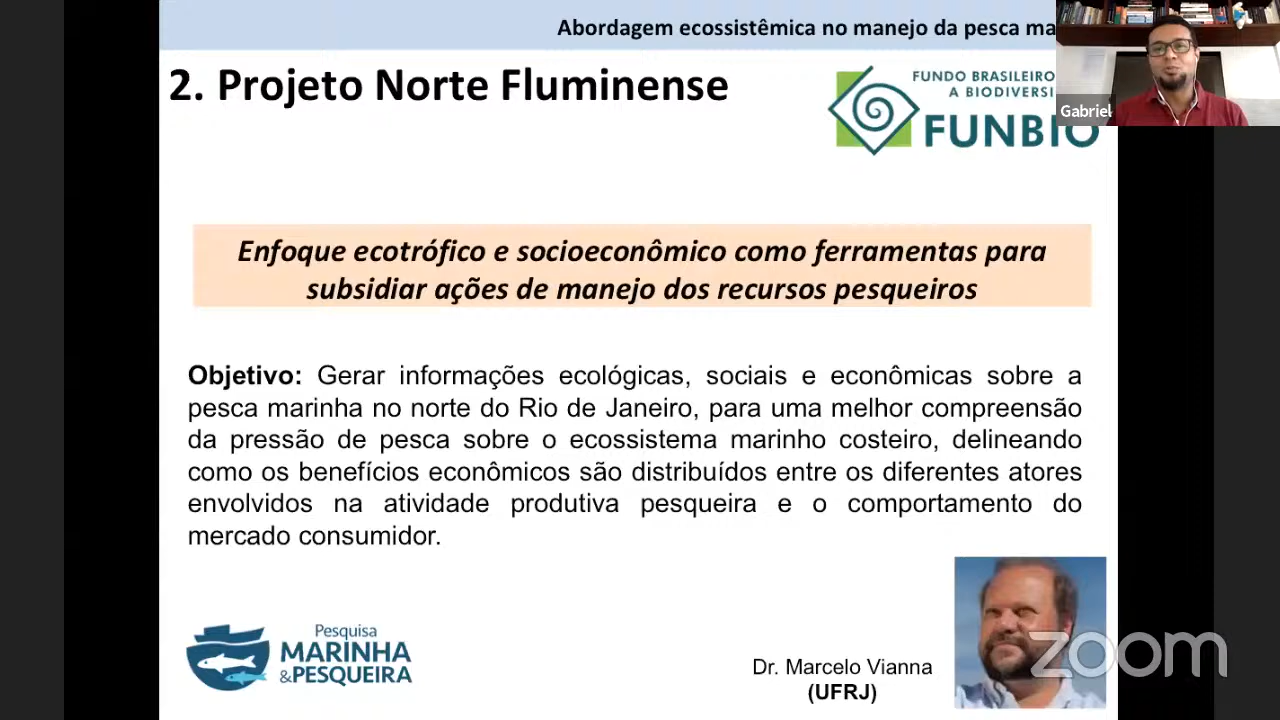 Abordagem ecossistêmica no manejo da pesca
2. Projeto Norte Fluminense
FUNDO BRASILEIRO
A
FUNBIO
Gabriel
Enfoque ecotrófico e socioeconômico como ferramentas para
subsidiar ações de manejo dos recursos pesqueiros
Objetivo: Gerar informações ecológicas, sociais e econômicas sobre a
pesca marinha no norte do Rio de Janeiro, para uma melhor compreensão
da pressão de pesca sobre o ecossistema marinho costeiro, delineando
como os benefícios econômicos são distribuídos entre os diferentes atores
envolvidos na atividade produtiva pesqueira e o comportamento do
mercado consumidor.
Pesquisa
MARINHA
&PESQUEIRA
Dr. Marcelo Vianna
(UFRJ)
zoom